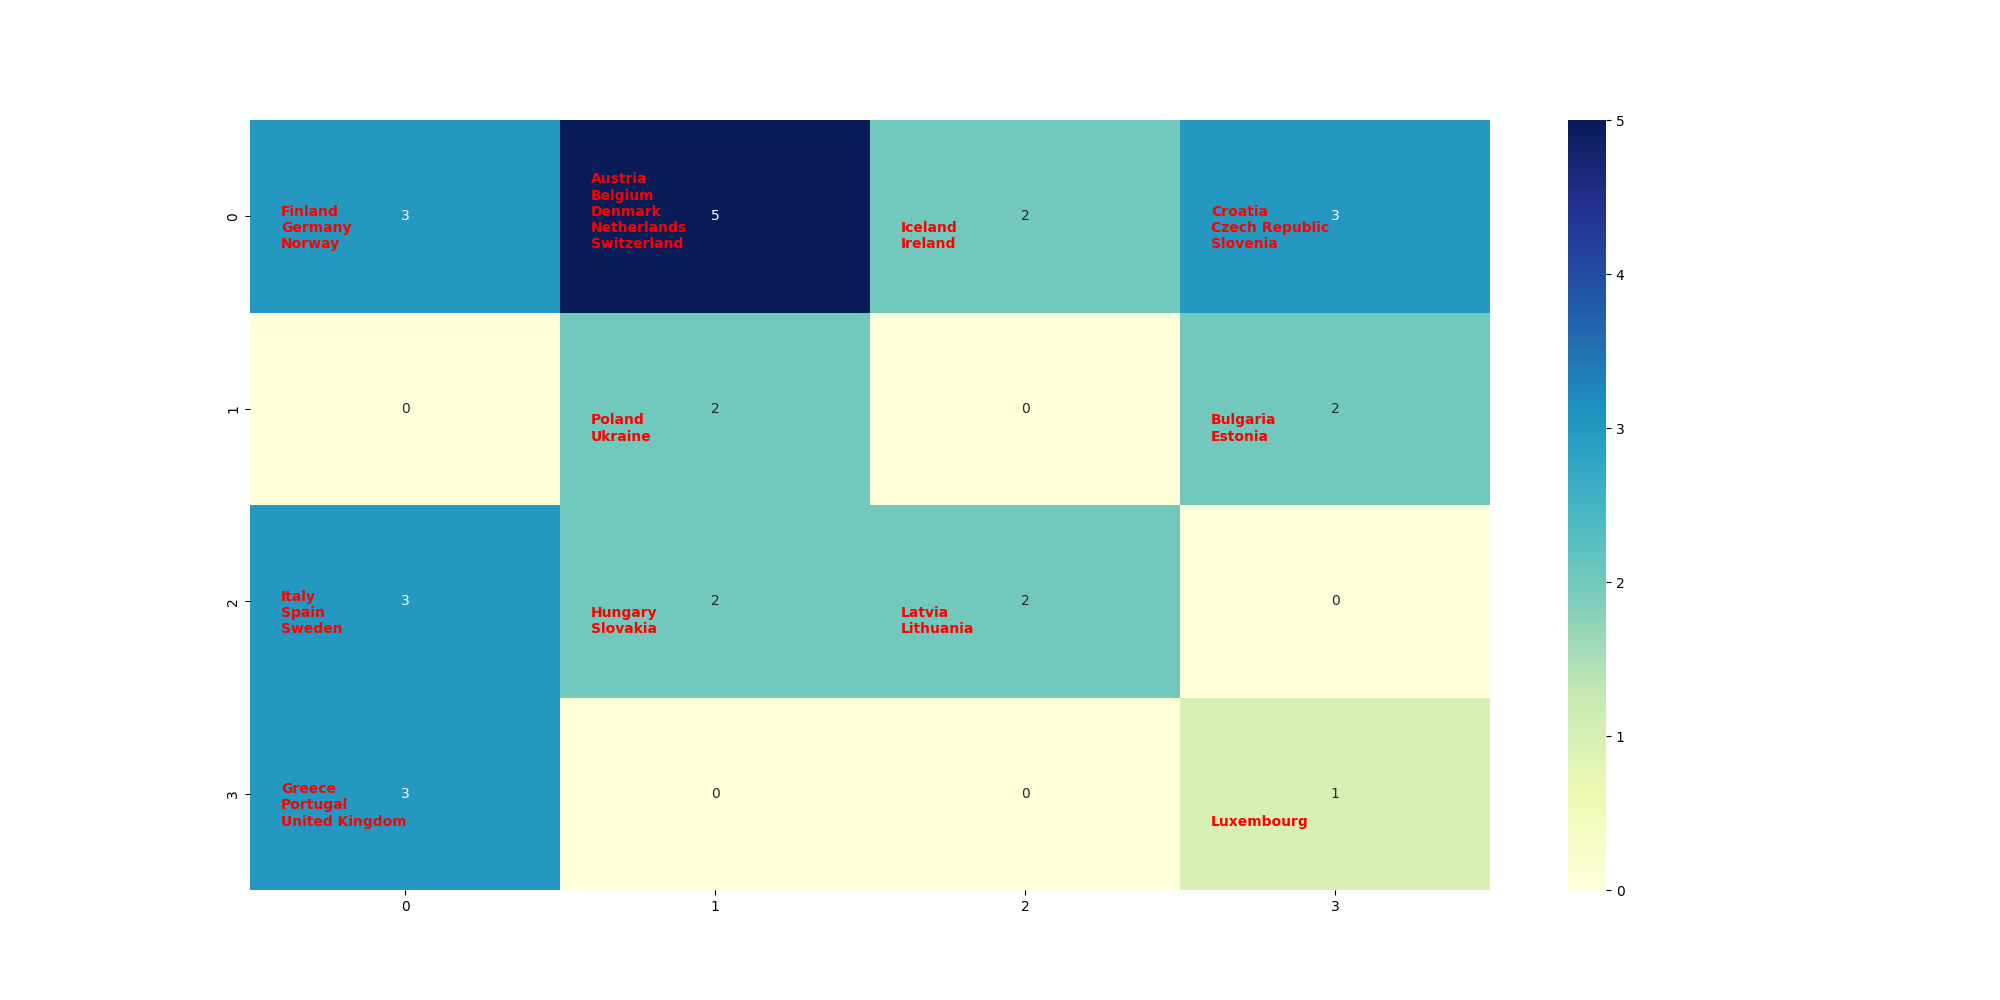 0
Finland
Germany
Norway
3
Austria
Belgium
Denmark
Netherlands
Switzerland
5
Iceland
Ireland
2
Croatia
Czech Republic
Slovenia
3
1
0
Poland
Ukraine
2
0
Bulgaria
Estonia
2
2
Italy
Spain
Sweden
3
Hungary
Slovakia
2
Latvia
Lithuania
2
0
3
Greece
Portugal
United Kingdom
3
0
0
Luxembourg
1
0
1
2
3
5
4
3
2
1
0